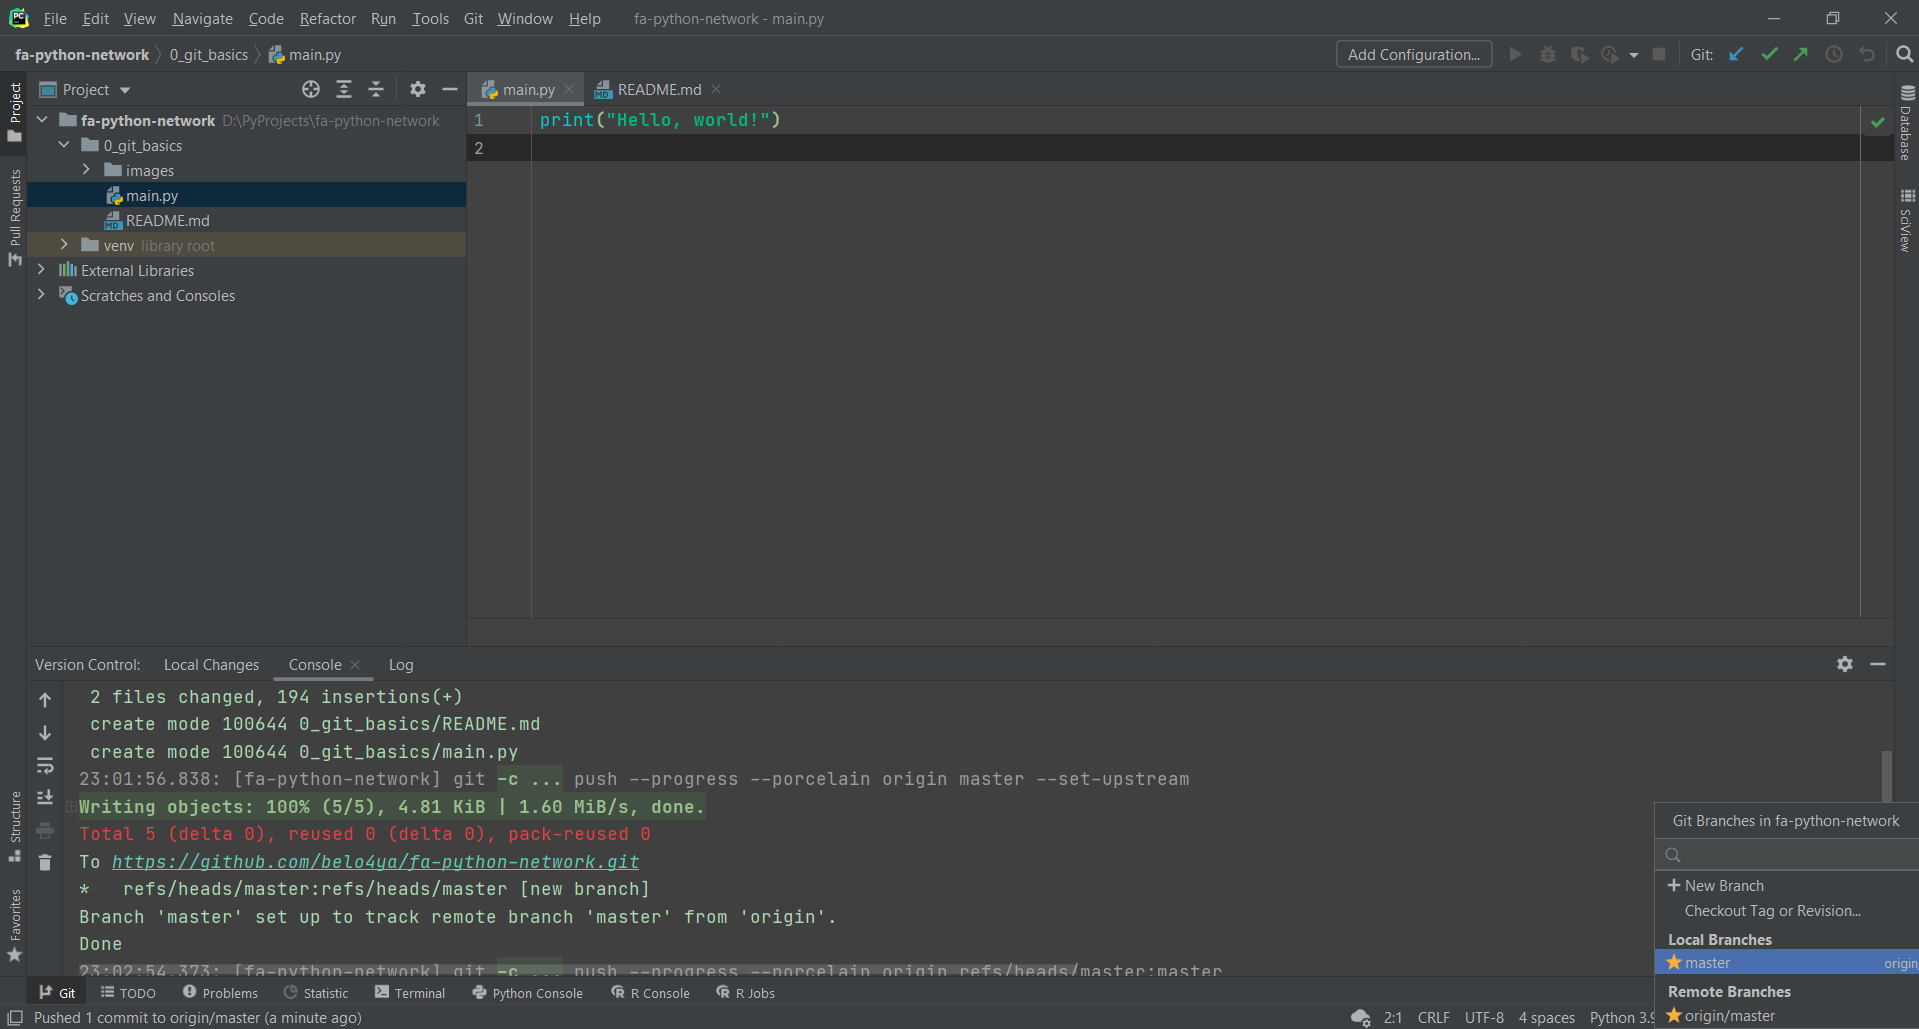 PC File Edit View Navigate Code Refactor Run Tools Git Window Help fa-python-network - main.py
fa-python-network 0_git_basics main.py Add Configuration... Git:
Project
Pull Requests
Structure
Favorites
Project
fa-python-network D:\PyProjects\fa-python-network
0_git_basics
images
main.py
MD README.md
venv library root
External Libraries
Scratches and Consoles
main.py MD README.md
1 print("Hello, world!")
2
Database
SciView
Version Control: Local Changes Console Log
2 files changed, 194 insertions(+)
create mode 100644 0_git_basics/README.md
create mode 100644 0_git_basics/main.py
23:01:56.838: [fa-python-network] git -c ... push --progress --porcelain origin master --set-upstream
Writing objects: 100% (5/5), 4.81 KiB | 1.60 MiB/s, done.
Total 5 (delta 0), reused 0 (delta 0), pack-reused 0
To https://github.com/belo4ya/fa-python-network.git
* refs/heads/master:refs/heads/master [new branch]
Branch 'master' set up to track remote branch 'master' from 'origin'.
Done
23:02:54.373: [fa-python-network] git -c ... push --progress --porcelain origin refs/heads/master:master
Git Branches in fa-python-network
New Branch
Checkout Tag or Revision...
Local Branches
master origin
Remote Branches
origin/master
Git TODO Problems Statistic Terminal Python Console R Console R Jobs
Pushed 1 commit to origin/master (a minute ago) 2:1 CRLF UTF-8 4 spaces Python 3.9